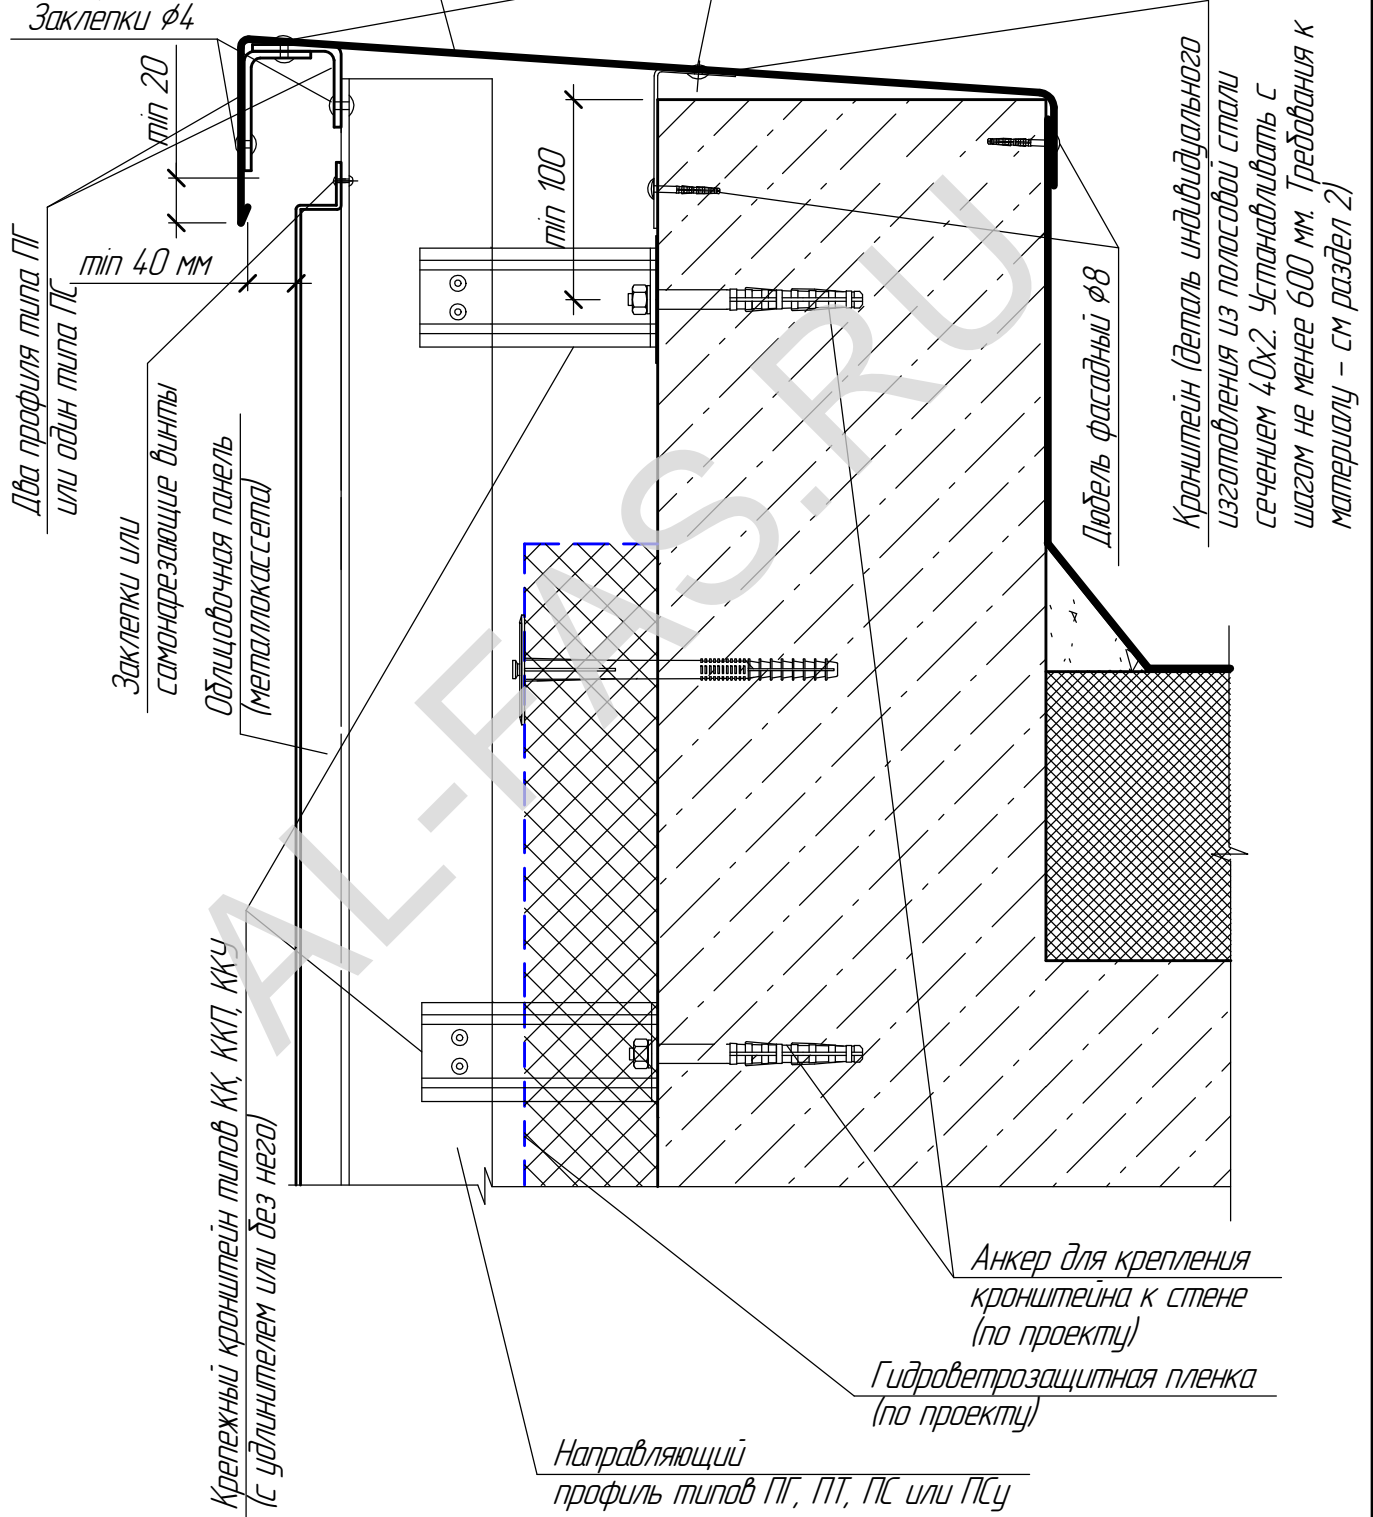 Заклепки ϕ4
min 20
min 40 мм
min 100
Два профиля типа ПГ
или один типа ПС
Заклепки или
самонарезающие винты
Облицовочная панель
(металлокассета)
Крепежный кронштейн типов КК, ККП, ККУ
(с удлинителем или без него)
Дюбель фасадный ϕ8
Кронштейн (деталь индивидуального
изготовления из полосовой стали
сечением 40х2. Устанавливать с
шагом не менее 600 мм. Требования к
материалу - см раздел 2)
Анкер для крепления
кронштейна к стене
(по проекту)
Гидроветрозащитная пленка
(по проекту)
Направляющий
профиль типов ПГ, ПТ, ПС или ПСу
AL-FAS.RU